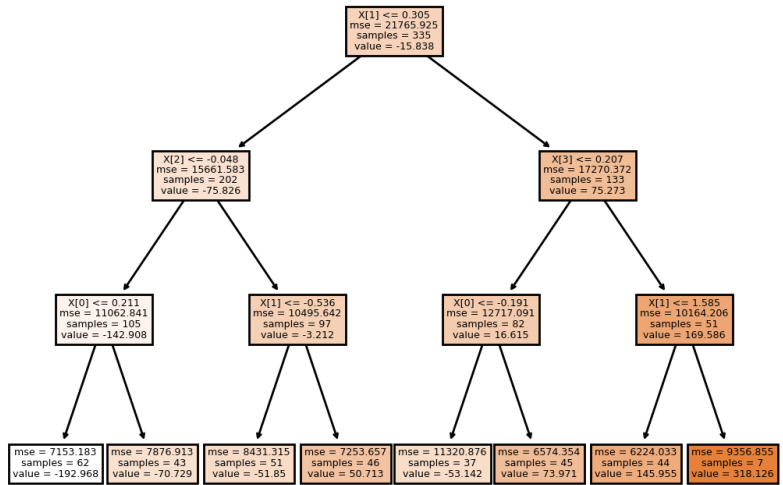 X[1] <= 0.305
mse = 21765.925
samples = 335
value = -15.838
X[2] <= -0.048
mse = 15661.583
samples = 202
value = -75.826
X[3] <= 0.207
mse = 17270.372
samples = 133
value = 75.273
X[0] <= 0.211
mse = 11062.841
samples = 105
value = -142.908
X[1] <= -0.536
mse = 10495.642
samples = 97
value = -3.212
X[0] <= -0.191
mse = 12717.091
samples = 82
value = 16.615
X[1] <= 1.585
mse = 10164.206
samples = 51
value = 169.586
mse = 7153.183
samples = 62
value = -192.968
mse = 7876.913
samples = 43
value = -70.729
mse = 8431.315
samples = 51
value = -51.85
mse = 7253.657
samples = 46
value = 50.713
mse = 11320.876
samples = 37
value = -53.142
mse = 6574.354
samples = 45
value = 73.971
mse = 6224.033
samples = 44
value = 145.955
mse = 9356.855
samples = 7
value = 318.126